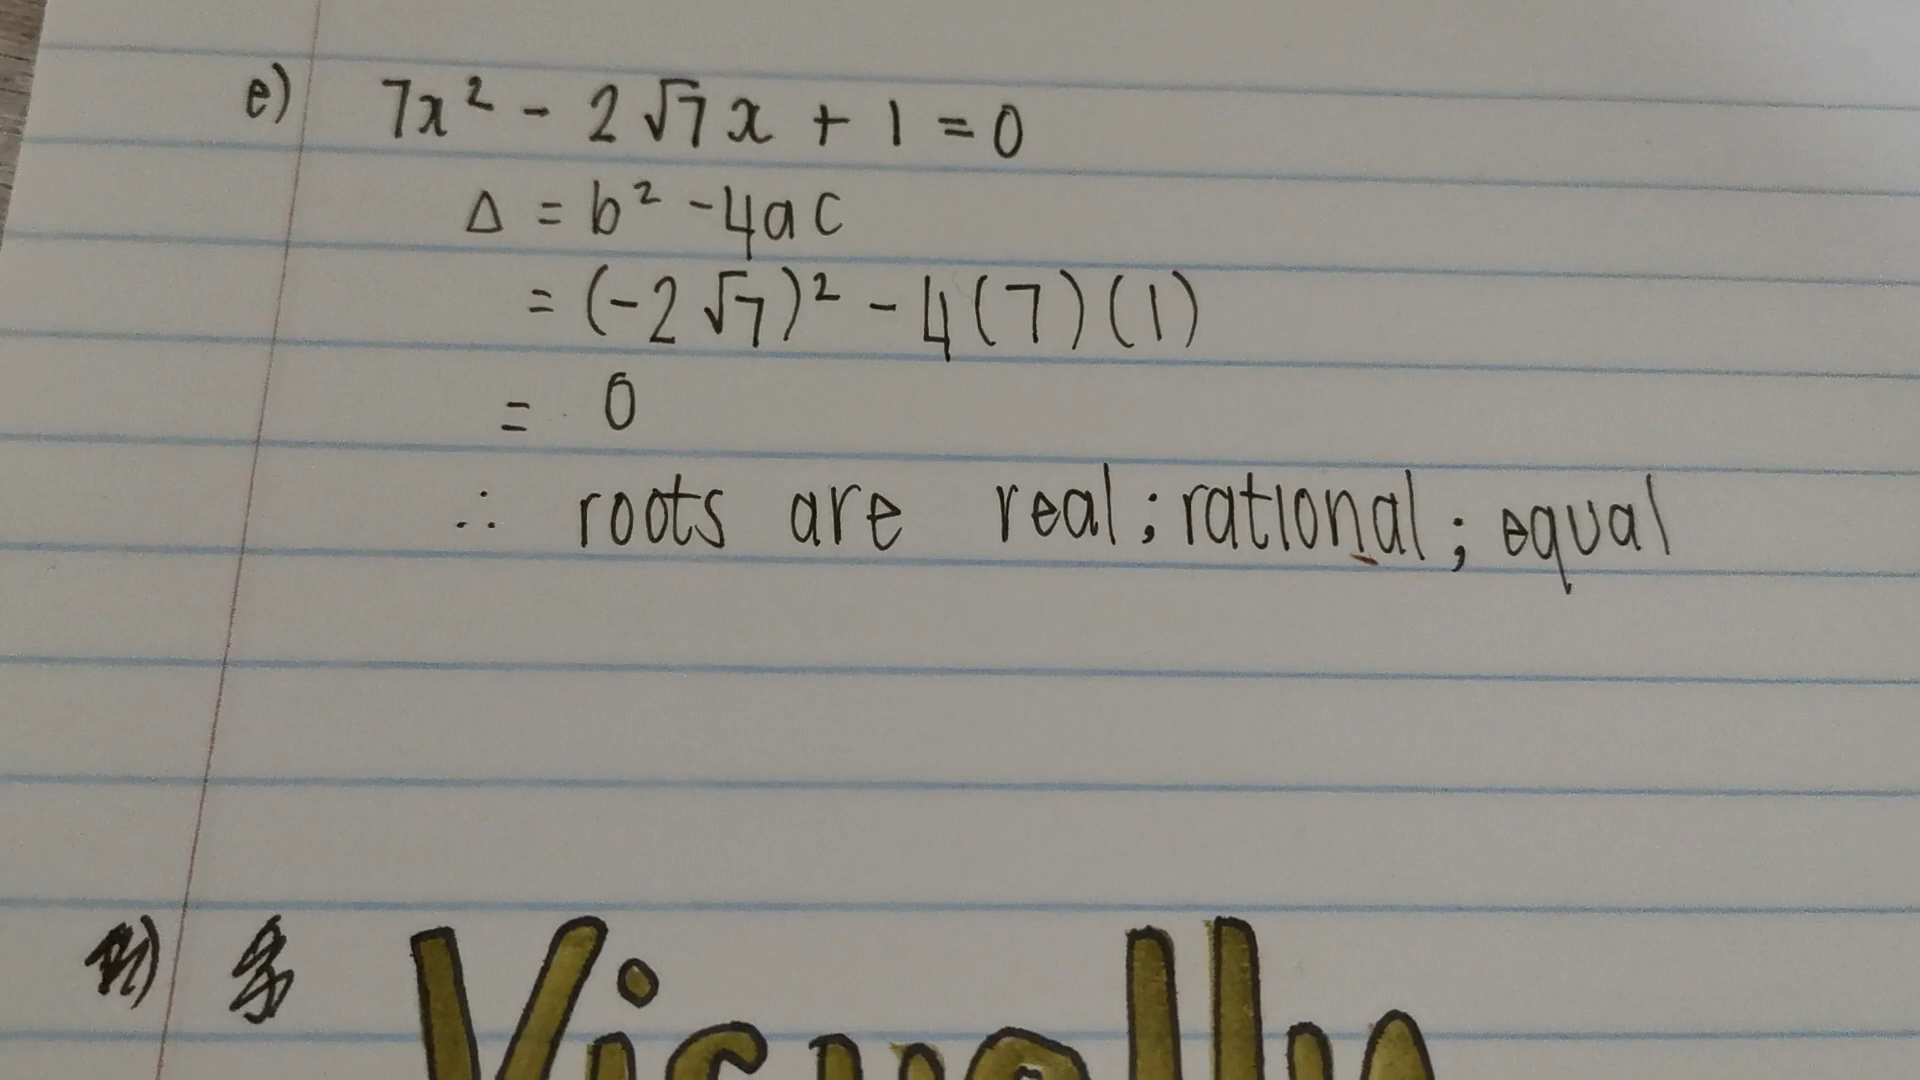 e) 7x² - 2√7x + 1 = 0
Δ = b² - 4ac
= (-2√7)² - 4(7)(1)
= 0
∴ roots are real; rational; equal
Visually